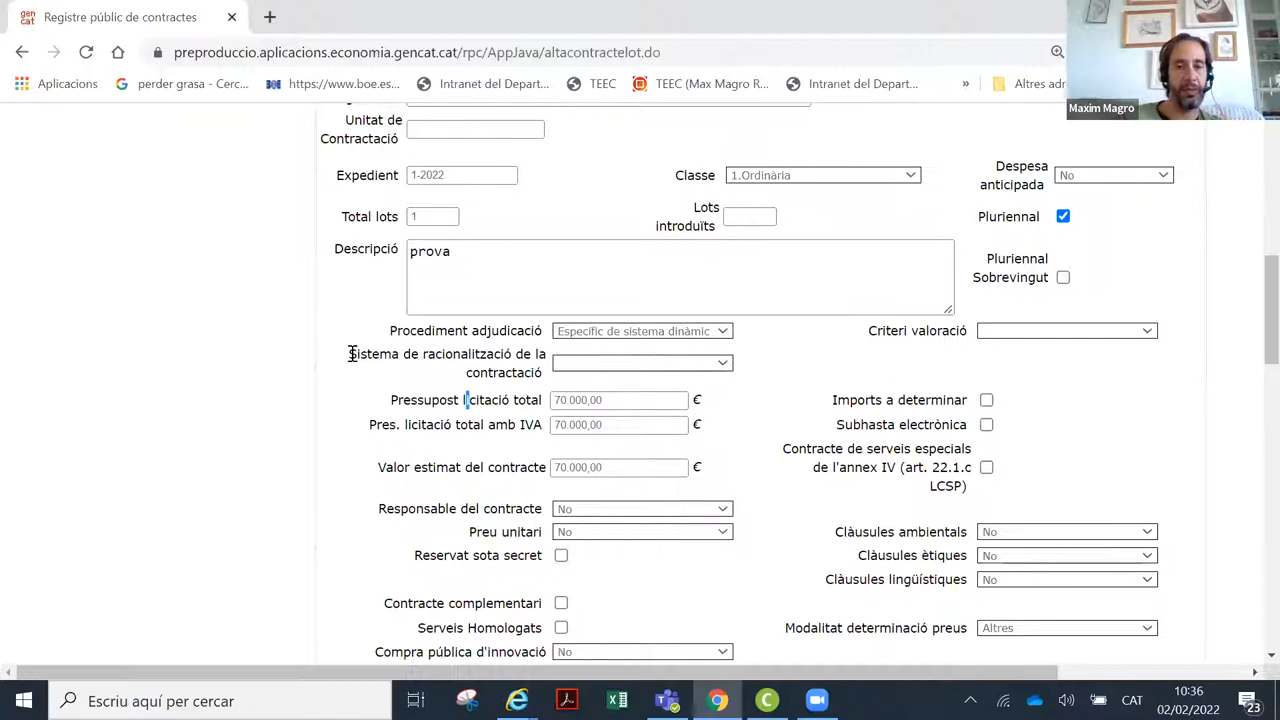 gen
cat
Registre públic de contractes
preproduccio.aplicacions.economia.gencat.cat/rpc/AppJava/altacontractelot.do
Aplicacions
perder grasa - Cerc...
https://www.boe.es...
Intranet del Depart...
TEEC
TEEC (Max Magro R...
Intranet del Depart...
»
Altres adr
Maxim Magro
Unitat de
Contractació
Expedient
1-2022
Classe
1.Ordinària
Despesa
anticipada
No
Total lots
1
Lots
introduïts
Pluriennal
Descripció
prova
Pluriennal
Sobrevingut
Procediment adjudicació
Específic de sistema dinàmic
Criteri valoració
Sistema de racionalització de la
contractació
Pressupost licitació total
70.000,00
€
Imports a determinar
Pres. licitació total amb IVA
70.000,00
€
Subhasta electrònica
Valor estimat del contracte
70.000,00
€
Contracte de serveis especials
de l'annex IV (art. 22.1.c
LCSP)
Responsable del contracte
No
Preu unitari
No
Clàusules ambientals
No
Reservat sota secret
Clàusules ètiques
No
Clàusules lingüístiques
No
Contracte complementari
Serveis Homologats
Modalitat determinació preus
Altres
Compra pública d'innovació
No
Escriu aquí per cercar
CAT
10:36
02/02/2022
23